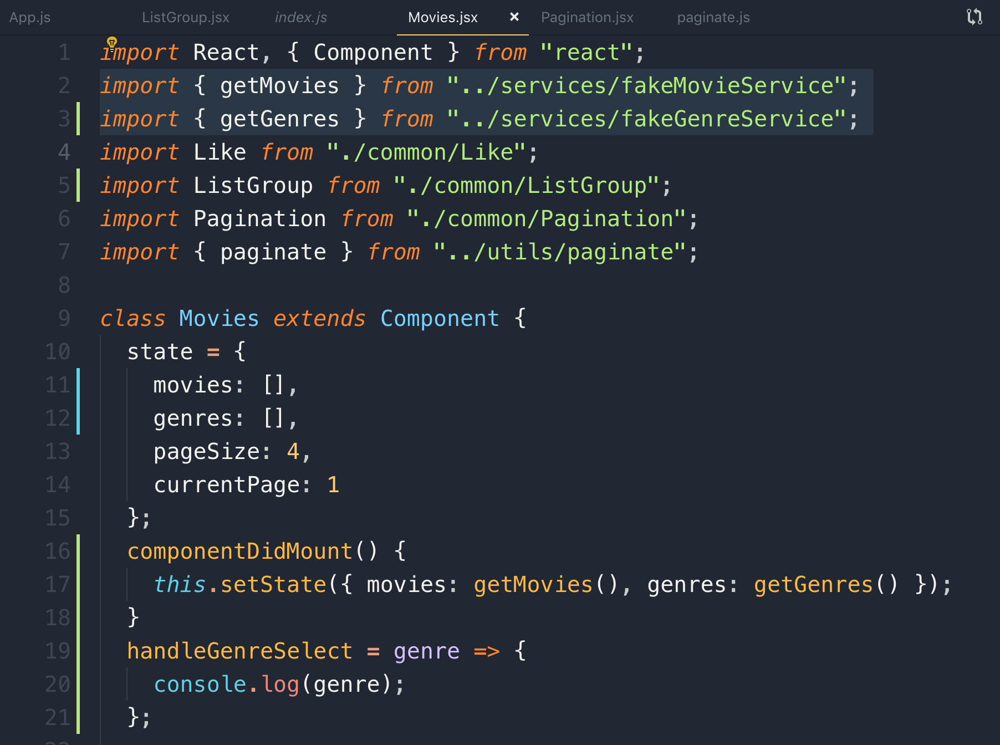 App.js ListGroup.jsx index.js Movies.jsx × Pagination.jsx paginate.js
1 import React, { Component } from "react";
2 import { getMovies } from "../services/fakeMovieService";
3 import { getGenres } from "../services/fakeGenreService";
4 import Like from "./common/Like";
5 import ListGroup from "./common/ListGroup";
6 import Pagination from "./common/Pagination";
7 import { paginate } from "../utils/paginate";
8
9 class Movies extends Component {
10 state = {
11 movies: [],
12 genres: [],
13 pageSize: 4,
14 currentPage: 1
15 };
16 componentDidMount() {
17 this.setState({ movies: getMovies(), genres: getGenres() });
18 }
19 handleGenreSelect = genre => {
20 console.log(genre);
21 };
22